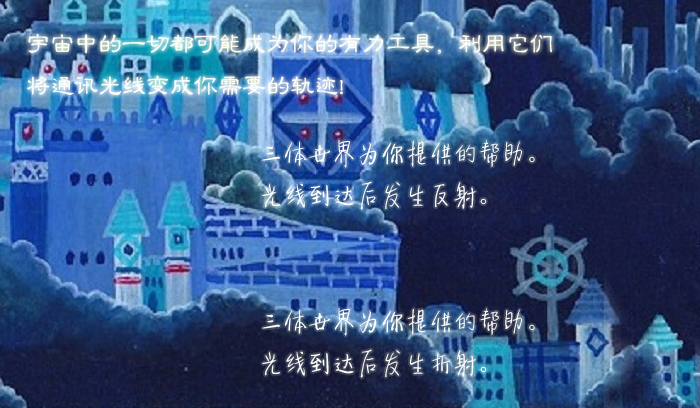 宇宙中的一切都可能成为你的有力工具，利用它们
将通讯光线变成你需要的轨迹!
三体世界为你提供的帮助。
光线到达后发生反射。
三体世界为你提供的帮助。
光线到达后发生折射。